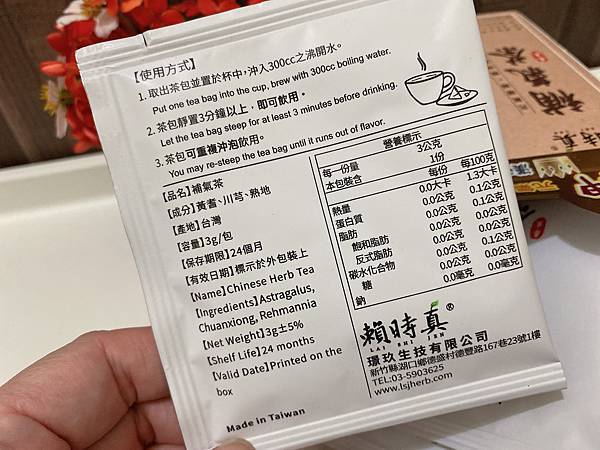 【使用方式】
1. 取出茶包並置於杯中，沖入300cc之沸開水。
Put one tea bag into the cup, brew with 300cc boiling water.
2. 茶包靜置3分鐘以上，即可飲用。
Let the tea bag steep for at least 3 minutes before drinking.
3. 茶包可重複沖泡飲用。
You may re-steep the tea bag until it runs out of flavor.
【品名】補氣茶
【成分】黃耆、川芎、熟地
【產地】台灣
【容量】3g/包
【保存期限】24個月
【有效日期】標示於外包裝上
【Name】Chinese Herb Tea
【Ingredients】Astragalus,
Chuanxiong, Rehmannia
【Net Weight】3g±5%
【Shelf Life】24 months
【Valid Date】Printed on the
box
Made in Taiwan
營養標示
每一份量 3公克
本包裝含 1份
每份 每100克
熱量 0.0大卡 1.3大卡
蛋白質 0.0公克 0.1公克
脂肪 0.0公克 0.0公克
飽和脂肪 0.0公克 0.1公克
反式脂肪 0.0公克 0.0公克
碳水化合物 0.0公克 0.1公克
糖 0.0公克 0.0公克
鈉 0.0毫克 0.0毫克
賴時真®
LAI SHI JEN
璟玖生技有限公司
新竹縣湖口鄉德盛村德豐路167巷23號1樓
TEL:03-5903625
www.lsjherb.com
補氣茶
時真